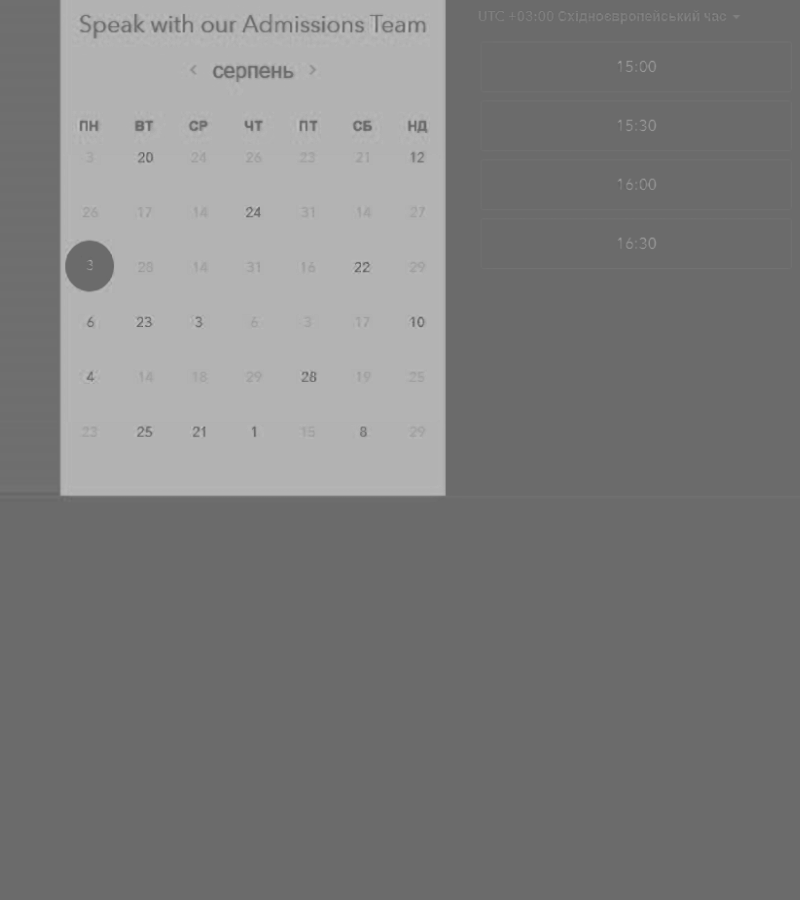 Speak with our Admissions Team
серпень
ПН ВТ СР ЧТ ПТ СБ НД
3 20 24 26 23 21 12
26 17 14 24 31 14 27
3 28 14 31 16 22 29
6 23 3 6 3 17 10
4 14 18 29 28 19 25
23 25 21 1 15 8 29
UTC +03:00 Східноєвропейський час
15:00
15:30
16:00
16:30